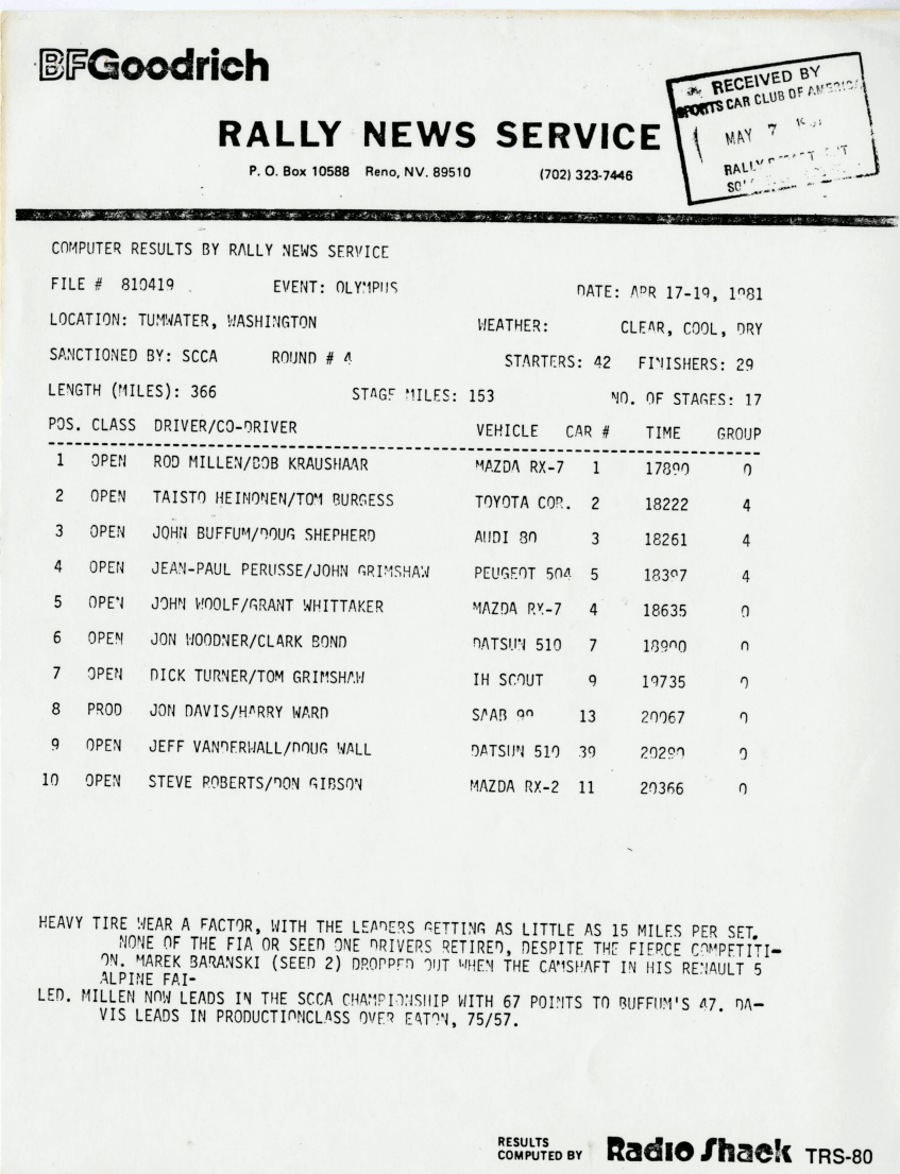 BFGoodrich
RECEIVED BY
SPORTS CAR CLUB OF AMERICA
MAY 7
RALLY
RALLY NEWS SERVICE
P. O. Box 10588 Reno, NV. 89510 (702) 323-7446
COMPUTER RESULTS BY RALLY NEWS SERVICE
FILE # 810419 EVENT: OLYMPUS DATE: APR 17-19, 1981
LOCATION: TUMWATER, WASHINGTON WEATHER: CLEAR, COOL, DRY
SANCTIONED BY: SCCA ROUND # 4 STARTERS: 42 FINISHERS: 29
LENGTH (MILES): 366 STAGE MILES: 153 NO. OF STAGES: 17
POS. CLASS DRIVER/CO-DRIVER VEHICLE CAR # TIME GROUP
1 OPEN ROD MILLEN/BOB KRAUSHAAR MAZDA RX-7 1 17890 0
2 OPEN TAISTO HEINONEN/TOM BURGESS TOYOTA COR. 2 18222 4
3 OPEN JOHN BUFFUM/DOUG SHEPHERD AUDI 80 3 18261 4
4 OPEN JEAN-PAUL PERUSSE/JOHN GRIMSHAW PEUGEOT 504 5 18397 4
5 OPEN JOHN WOOLF/GRANT WHITTAKER MAZDA RX-7 4 18635 0
6 OPEN JON WOODNER/CLARK BOND DATSUN 510 7 18900 0
7 OPEN DICK TURNER/TOM GRIMSHAW IH SCOUT 9 19735 0
8 PROD JON DAVIS/HARRY WARD SAAB 99 13 20067 0
9 OPEN JEFF VANDERWALL/DOUG WALL DATSUN 510 39 20290 0
10 OPEN STEVE ROBERTS/DON GIBSON MAZDA RX-2 11 20366 0
HEAVY TIRE WEAR A FACTOR, WITH THE LEADERS GETTING AS LITTLE AS 15 MILES PER SET.
NONE OF THE FIA OR SEED ONE DRIVERS RETIRED, DESPITE THE FIERCE COMPETITI-
ON. MAREK BARANSKI (SEED 2) DROPPED OUT WHEN THE CAMSHAFT IN HIS RENAULT 5
ALPINE FAI-
LED. MILLEN NOW LEADS IN THE SCCA CHAMPIONSHIP WITH 67 POINTS TO BUFFUM'S 47. DA-
VIS LEADS IN PRODUCTIONCLASS OVER EATON, 75/57.
RESULTS
COMPUTED BY Radio Shack TRS-80